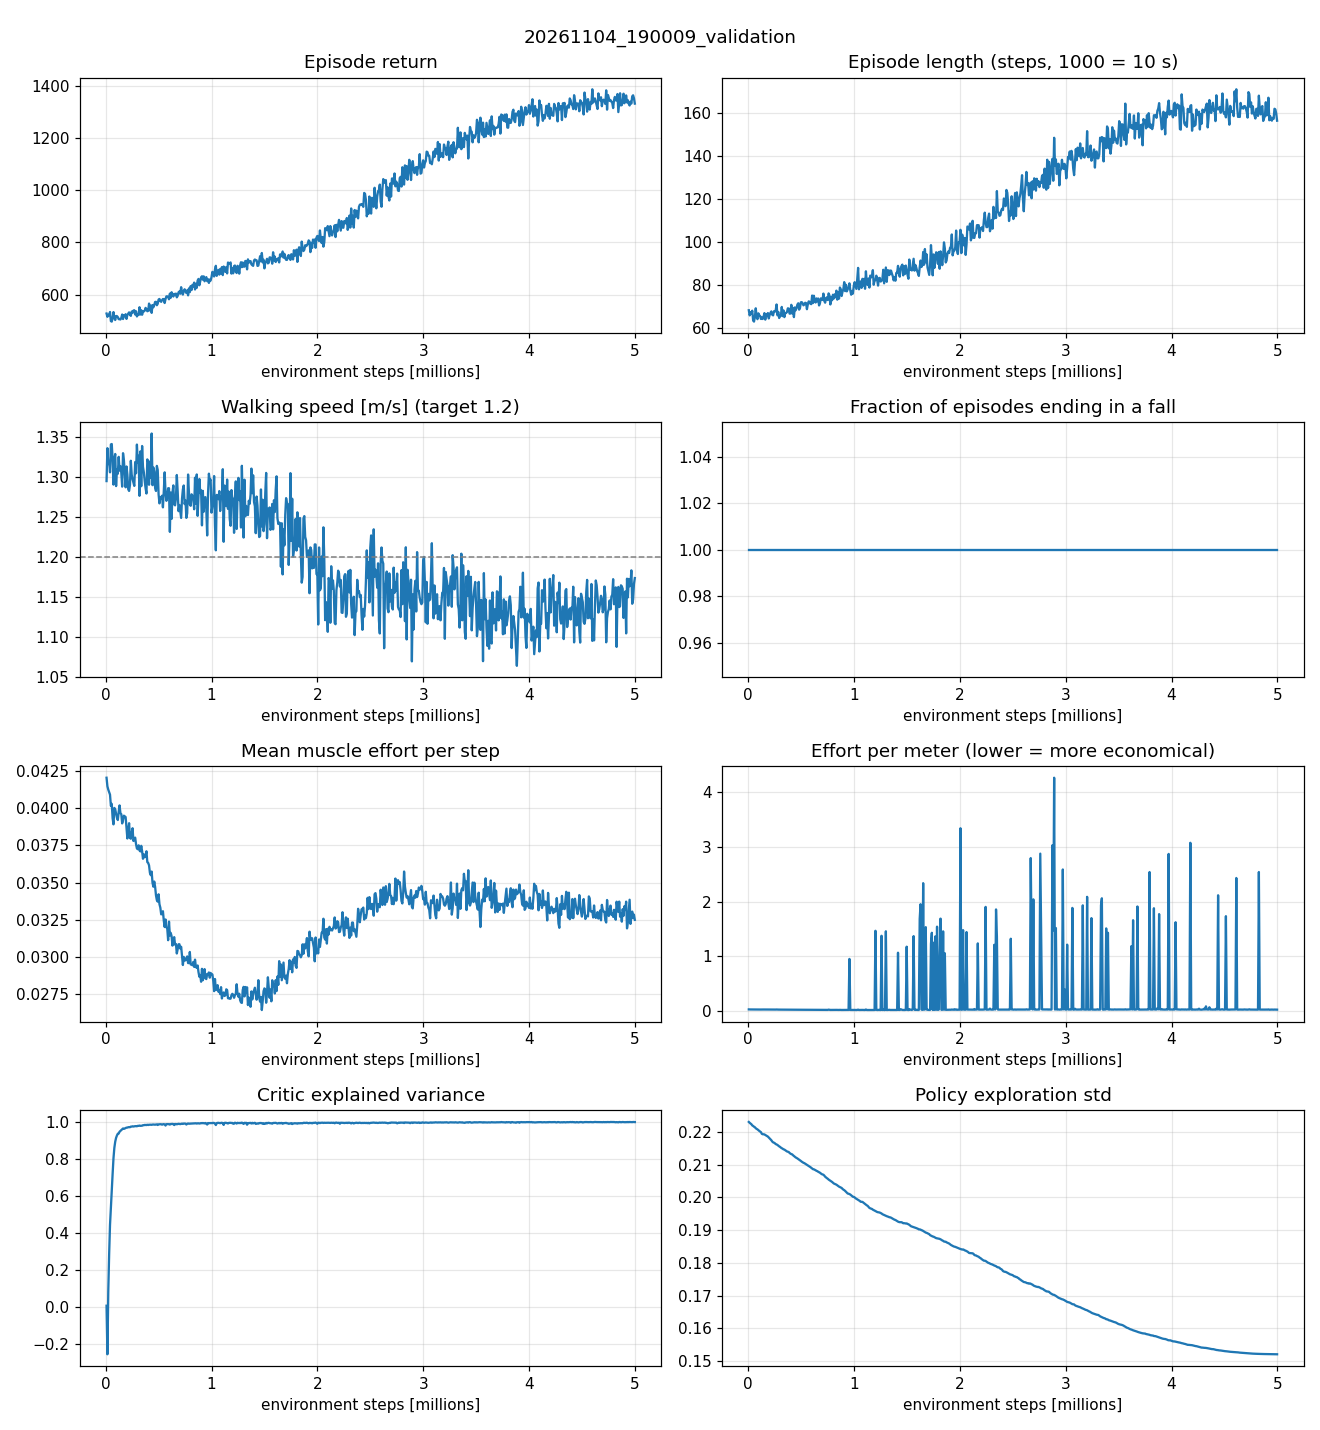 20261104_190009_validation
Episode return
1400
1200
1000
800
600
0 1 2 3 4 5
environment steps [millions]
Episode length (steps, 1000 = 10 s)
160
140
120
100
80
60
0 1 2 3 4 5
environment steps [millions]
Walking speed [m/s] (target 1.2)
1.35
1.30
1.25
1.20
1.15
1.10
1.05
0 1 2 3 4 5
environment steps [millions]
Fraction of episodes ending in a fall
1.04
1.02
1.00
0.98
0.96
0 1 2 3 4 5
environment steps [millions]
Mean muscle effort per step
0.0425
0.0400
0.0375
0.0350
0.0325
0.0300
0.0275
0 1 2 3 4 5
environment steps [millions]
Effort per meter (lower = more economical)
4
3
2
1
0
0 1 2 3 4 5
environment steps [millions]
Critic explained variance
1.0
0.8
0.6
0.4
0.2
0.0
−0.2
0 1 2 3 4 5
environment steps [millions]
Policy exploration std
0.22
0.21
0.20
0.19
0.18
0.17
0.16
0.15
0 1 2 3 4 5
environment steps [millions]